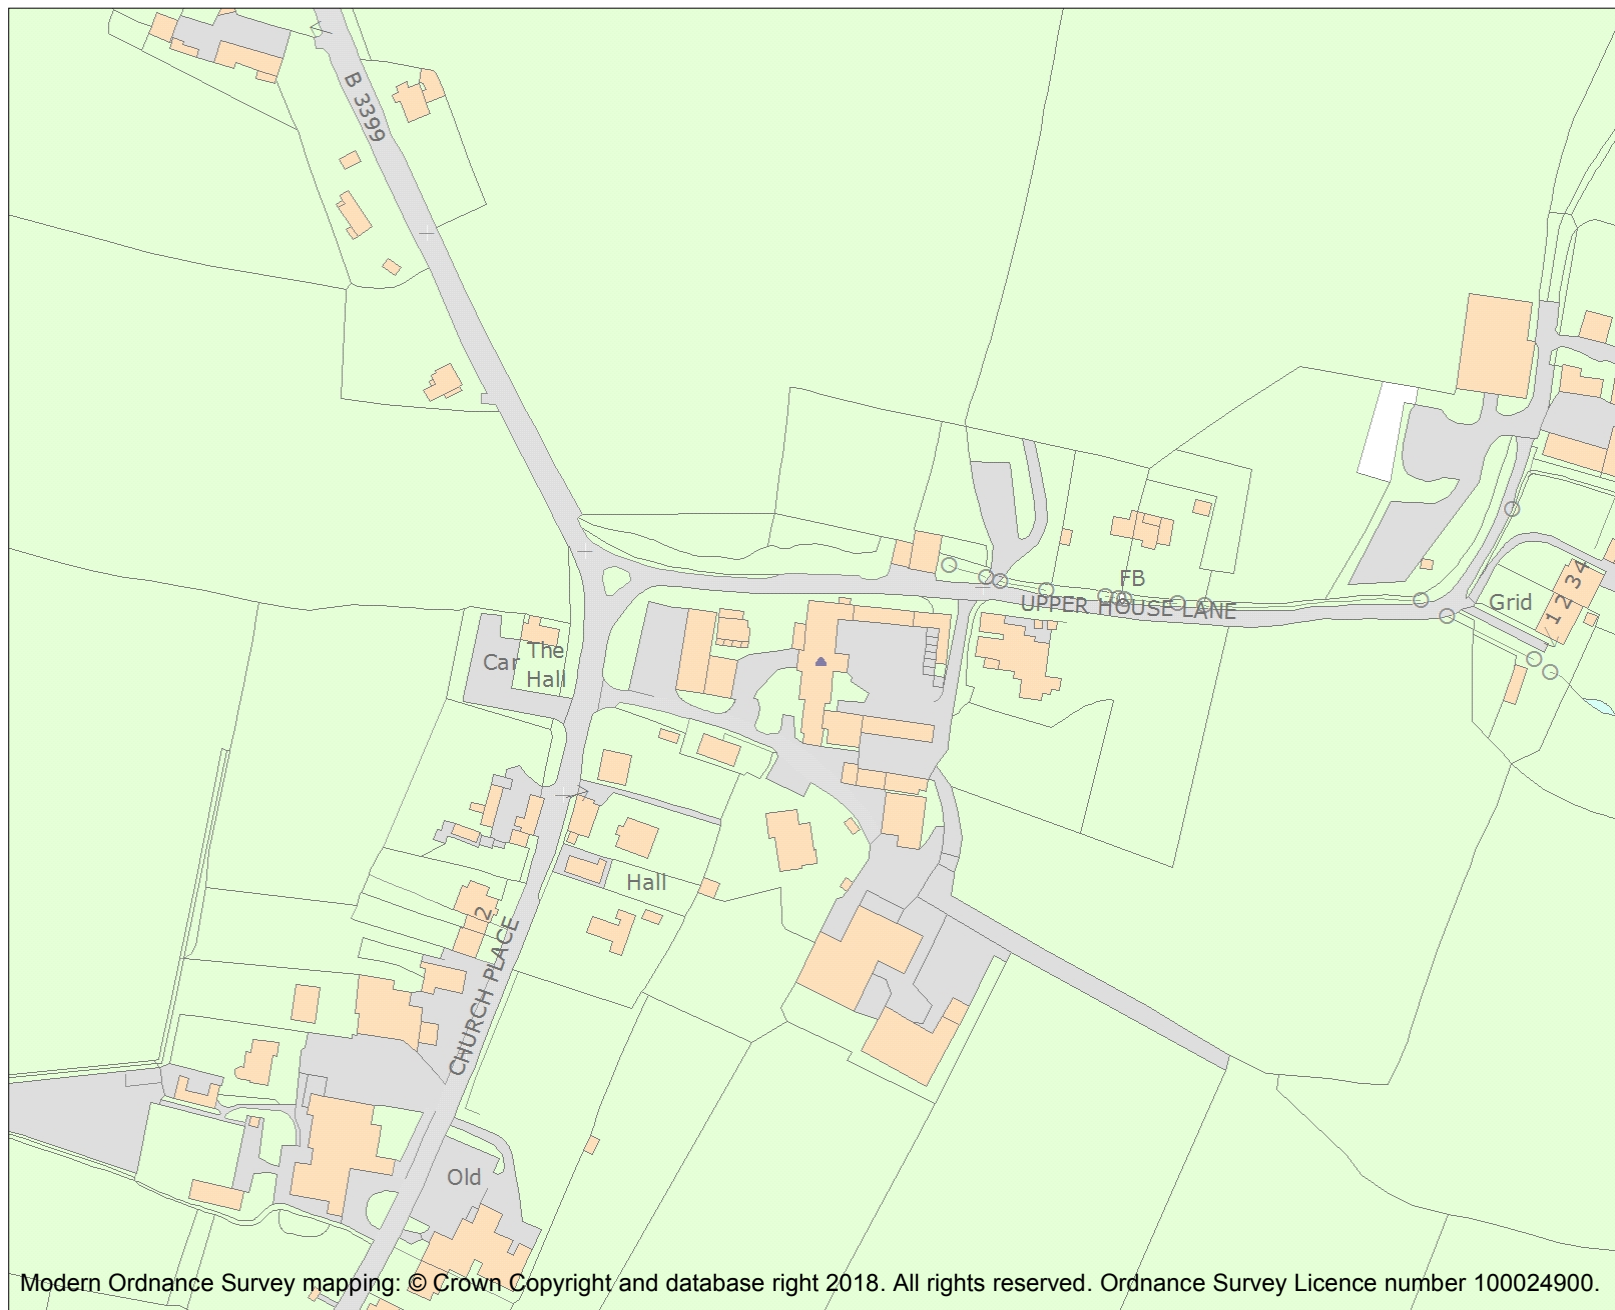 B 3399
FB
UPPER HOUSE LANE
Grid
1 2 3 4
Car
The
Hall
Hall
2
CHURCH PLACE
Old
Modern Ordnance Survey mapping: © Crown Copyright and database right 2018. All rights reserved. Ordnance Survey Licence number 100024900.